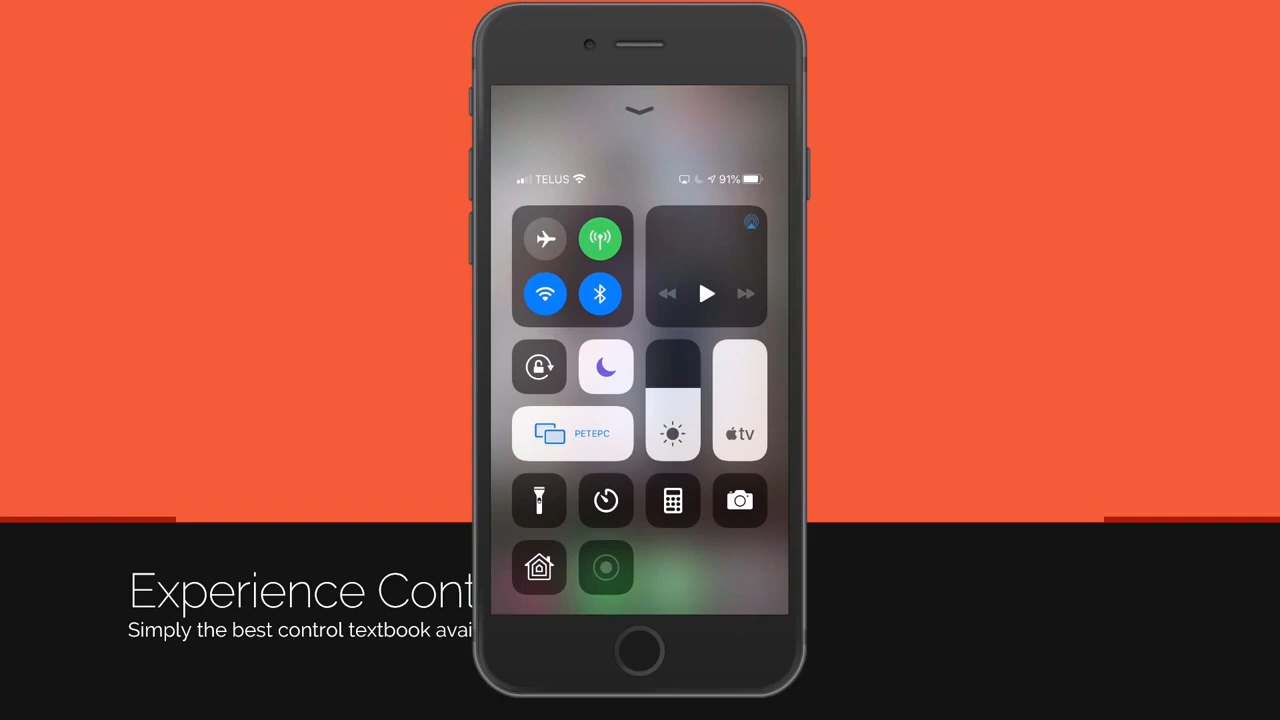 TELUS 91%
PETEPC
tv
Experience Cont
Simply the best control textbook avai